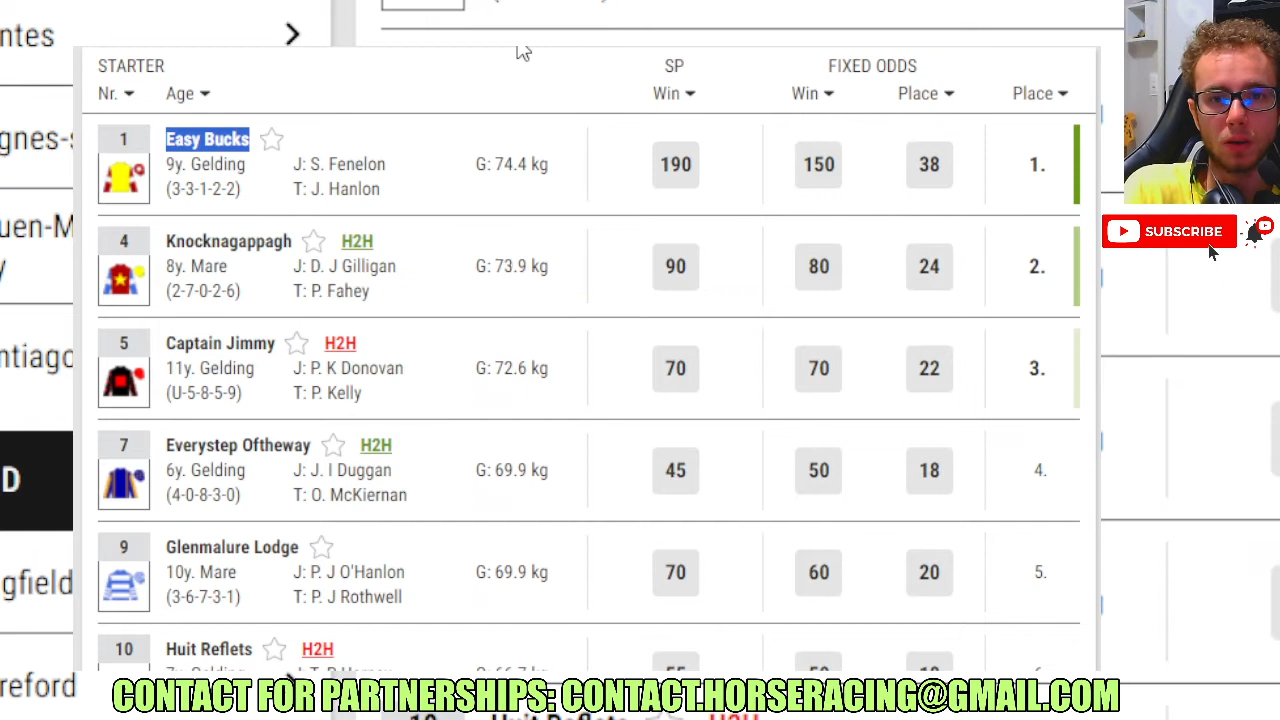 ntes
STARTER SP FIXED ODDS
Nr. Age Win Win Place Place
1 Easy Bucks
9y. Gelding J: S. Fenelon G: 74.4 kg 190 150 38 1.
(3-3-1-2-2) T: J. Hanlon
4 Knocknagappagh H2H
8y. Mare J: D. J Gilligan G: 73.9 kg 90 80 24 2.
(2-7-0-2-6) T: P. Fahey
5 Captain Jimmy H2H
11y. Gelding J: P. K Donovan G: 72.6 kg 70 70 22 3.
(U-5-8-5-9) T: P. Kelly
7 Everystep Oftheway H2H
6y. Gelding J: J. I Duggan G: 69.9 kg 45 50 18 4.
(4-0-8-3-0) T: O. McKiernan
9 Glenmalure Lodge
10y. Mare J: P. J O'Hanlon G: 69.9 kg 70 60 20 5.
(3-6-7-3-1) T: P. J Rothwell
10 Huit Reflets H2H
gnes-s
uen-M
y
ntiago
D
gfield
reford
SUBSCRIBE
CONTACT FOR PARTNERSHIPS: CONTACT.HORSERACING@GMAIL.COM